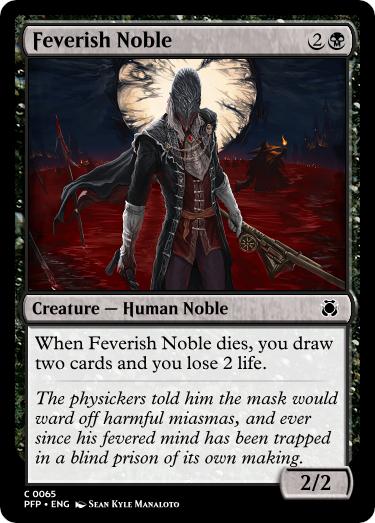 Feverish Noble 2
Creature — Human Noble
When Feverish Noble dies, you draw
two cards and you lose 2 life.
The physickers told him the mask would
ward off harmful miasmas, and ever
since his fevered mind has been trapped
in a blind prison of its own making.
2/2
C 0065
PFP • ENG Sean Kyle Manaloto